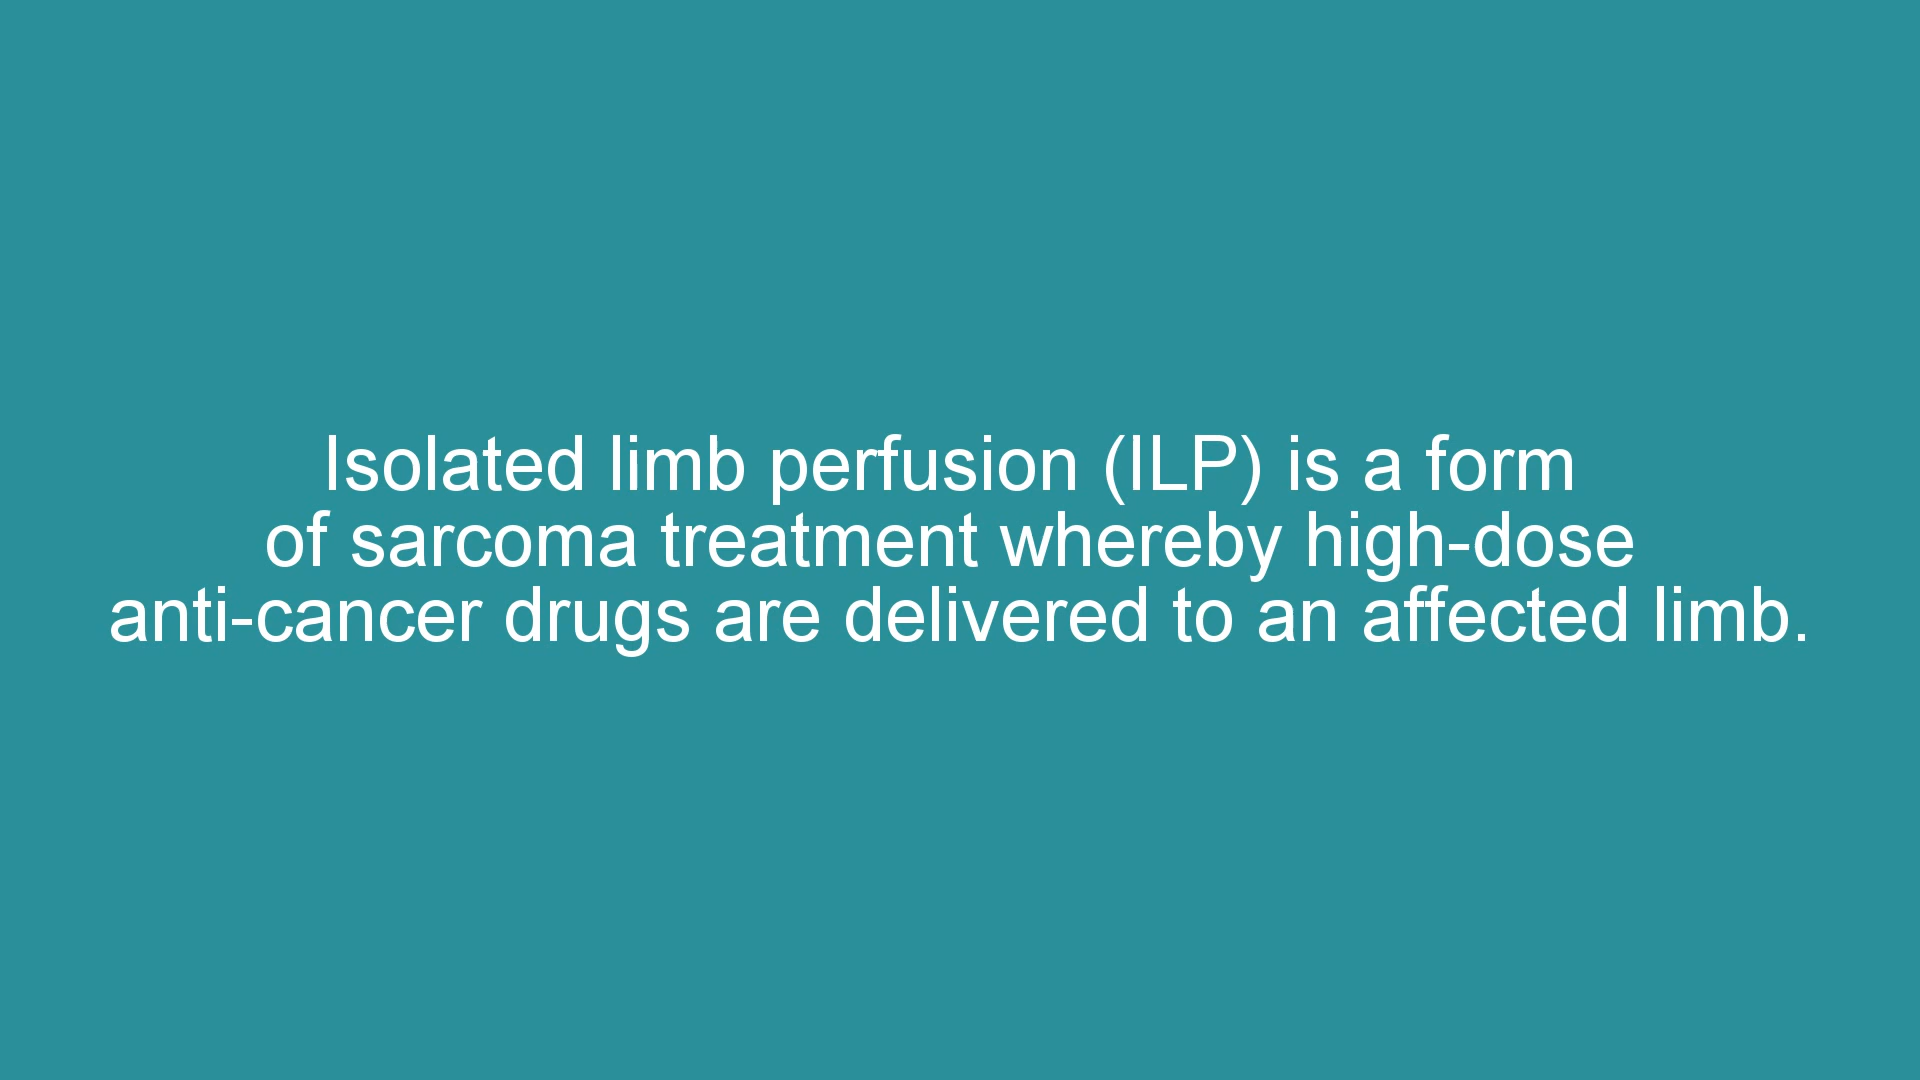 Isolated limb perfusion (ILP) is a form
of sarcoma treatment whereby high-dose
anti-cancer drugs are delivered to an affected limb.